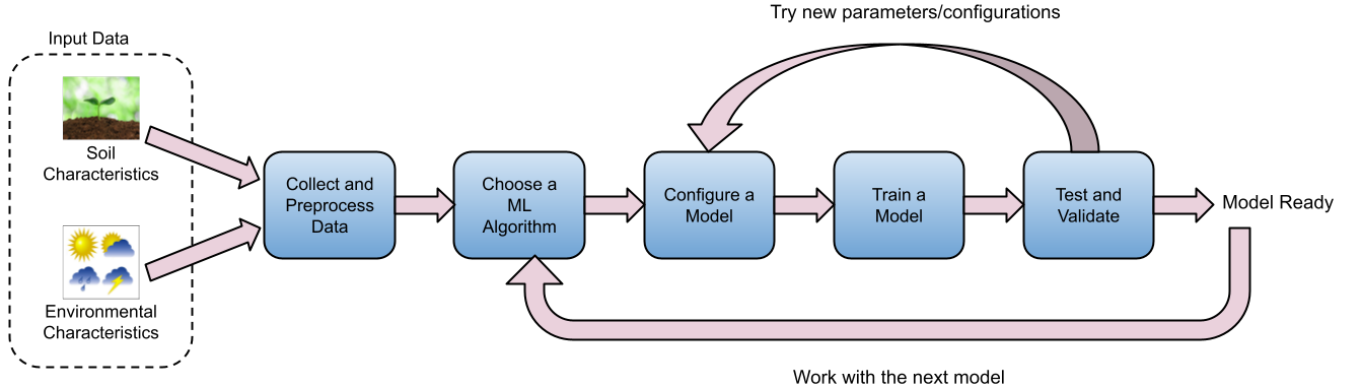 Try new parameters/configurations
Input Data
Soil
Characteristics
Environmental
Characteristics
Collect and
Preprocess
Data
Choose a
ML
Algorithm
Configure a
Model
Train a
Model
Test and
Validate
Model Ready
Work with the next model